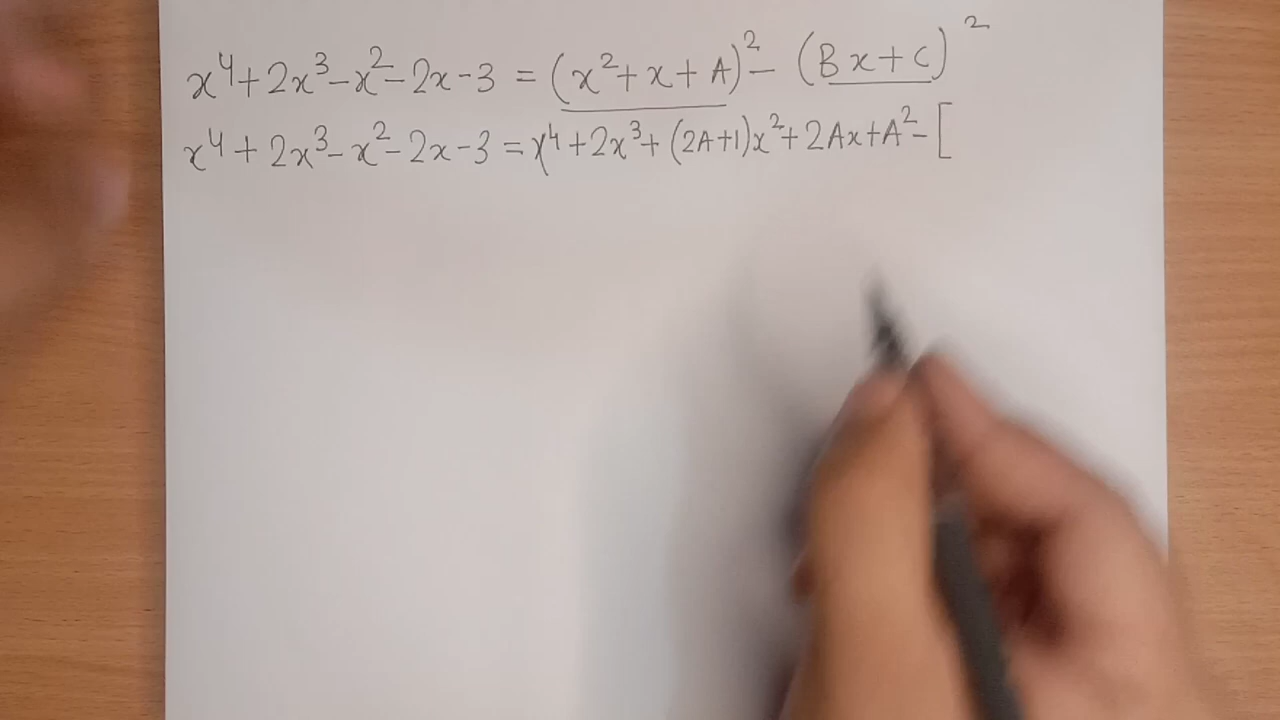 x⁴+2x³-x²-2x-3 = (x²+x+A)² - (Bx+C)²
x⁴+2x³-x²-2x-3 = x⁴+2x³+(2A+1)x²+2Ax+A²-[